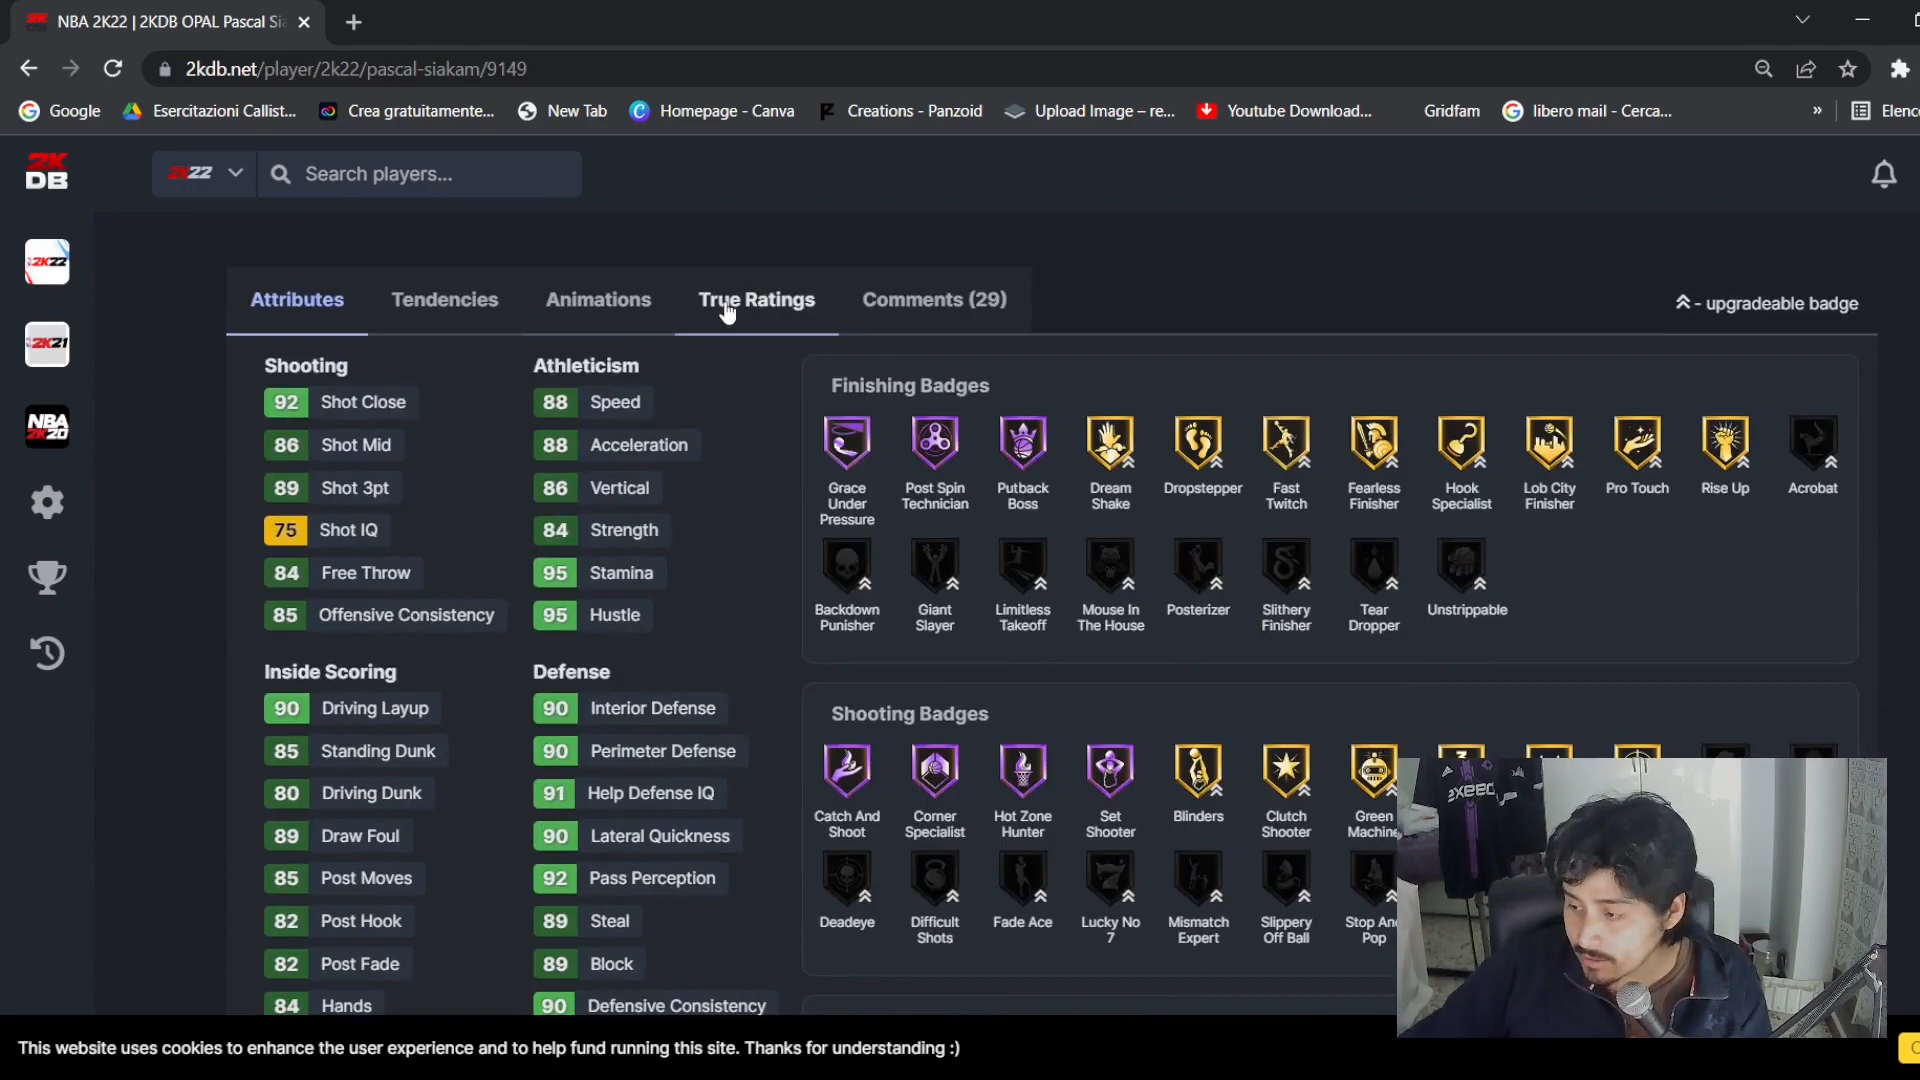 NBA 2K22 | 2KDB OPAL Pascal Si
2kdb.net/player/2k22/pascal-siakam/9149
Google
Esercitazioni Callist...
Crea gratuitamente...
New Tab
Homepage - Canva
Creations - Panzoid
Upload Image – re...
Youtube Download...
Gridfam
libero mail - Cerca...
»
Elenco
2K
DB
2K22
Search players...
2K22
2K21
NBA
2K20
Attributes
Tendencies
Animations
True Ratings
Comments (29)
- upgradeable badge
Shooting
92 Shot Close
86 Shot Mid
89 Shot 3pt
75 Shot IQ
84 Free Throw
85 Offensive Consistency
Athleticism
88 Speed
88 Acceleration
86 Vertical
84 Strength
95 Stamina
95 Hustle
Inside Scoring
90 Driving Layup
85 Standing Dunk
80 Driving Dunk
89 Draw Foul
85 Post Moves
82 Post Hook
82 Post Fade
84 Hands
Defense
90 Interior Defense
90 Perimeter Defense
91 Help Defense IQ
90 Lateral Quickness
92 Pass Perception
89 Steal
89 Block
90 Defensive Consistency
Finishing Badges
Grace
Under
Pressure
Post Spin
Technician
Putback
Boss
Dream
Shake
Dropstepper
Fast
Twitch
Fearless
Finisher
Hook
Specialist
Lob City
Finisher
Pro Touch
Rise Up
Acrobat
Backdown
Punisher
Giant
Slayer
Limitless
Takeoff
Mouse In
The House
Posterizer
Slithery
Finisher
Tear
Dropper
Unstrippable
Shooting Badges
Catch And
Shoot
Corner
Specialist
Hot Zone
Hunter
Set
Shooter
Blinders
Clutch
Shooter
Green
Machine
Deadeye
Difficult
Shots
Fade Ace
Lucky No
7
Mismatch
Expert
Slippery
Off Ball
Stop And
Pop
exeed
This website uses cookies to enhance the user experience and to help fund running this site. Thanks for understanding :)